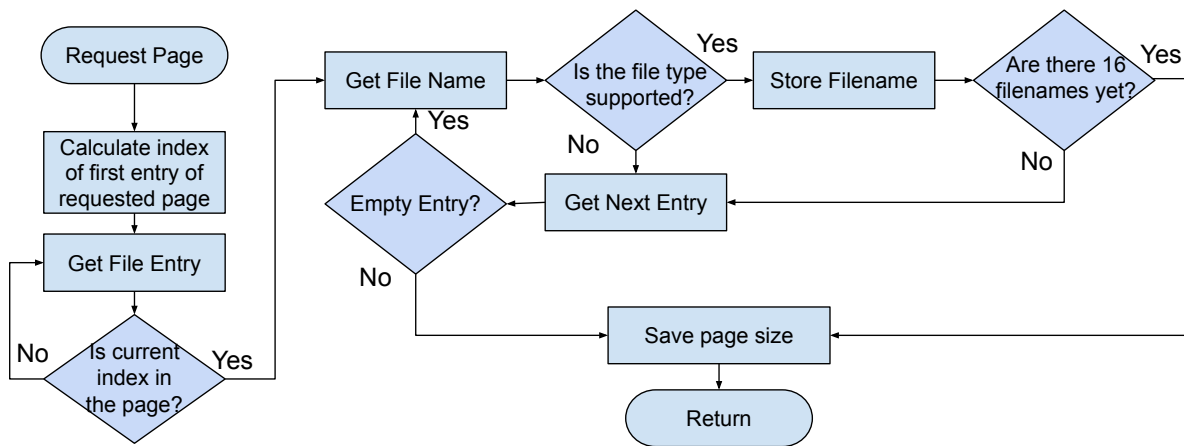 Request Page
Calculate index
of first entry of
requested page
Get File Entry
Is current
index in
the page?
No
Yes
Get File Name
Is the file type
supported?
Yes
No
Store Filename
Are there 16
filenames yet?
Yes
No
Get Next Entry
Empty Entry?
Yes
No
Save page size
Return